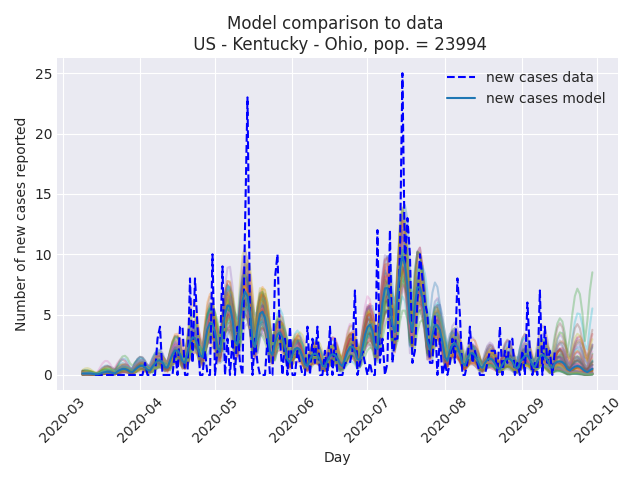 Model comparison to data
US - Kentucky - Ohio, pop. = 23994
Number of new cases reported
25
20
15
10
5
0
new cases data
new cases model
2020-03
2020-04
2020-05
2020-06
2020-07
2020-08
2020-09
2020-10
Day